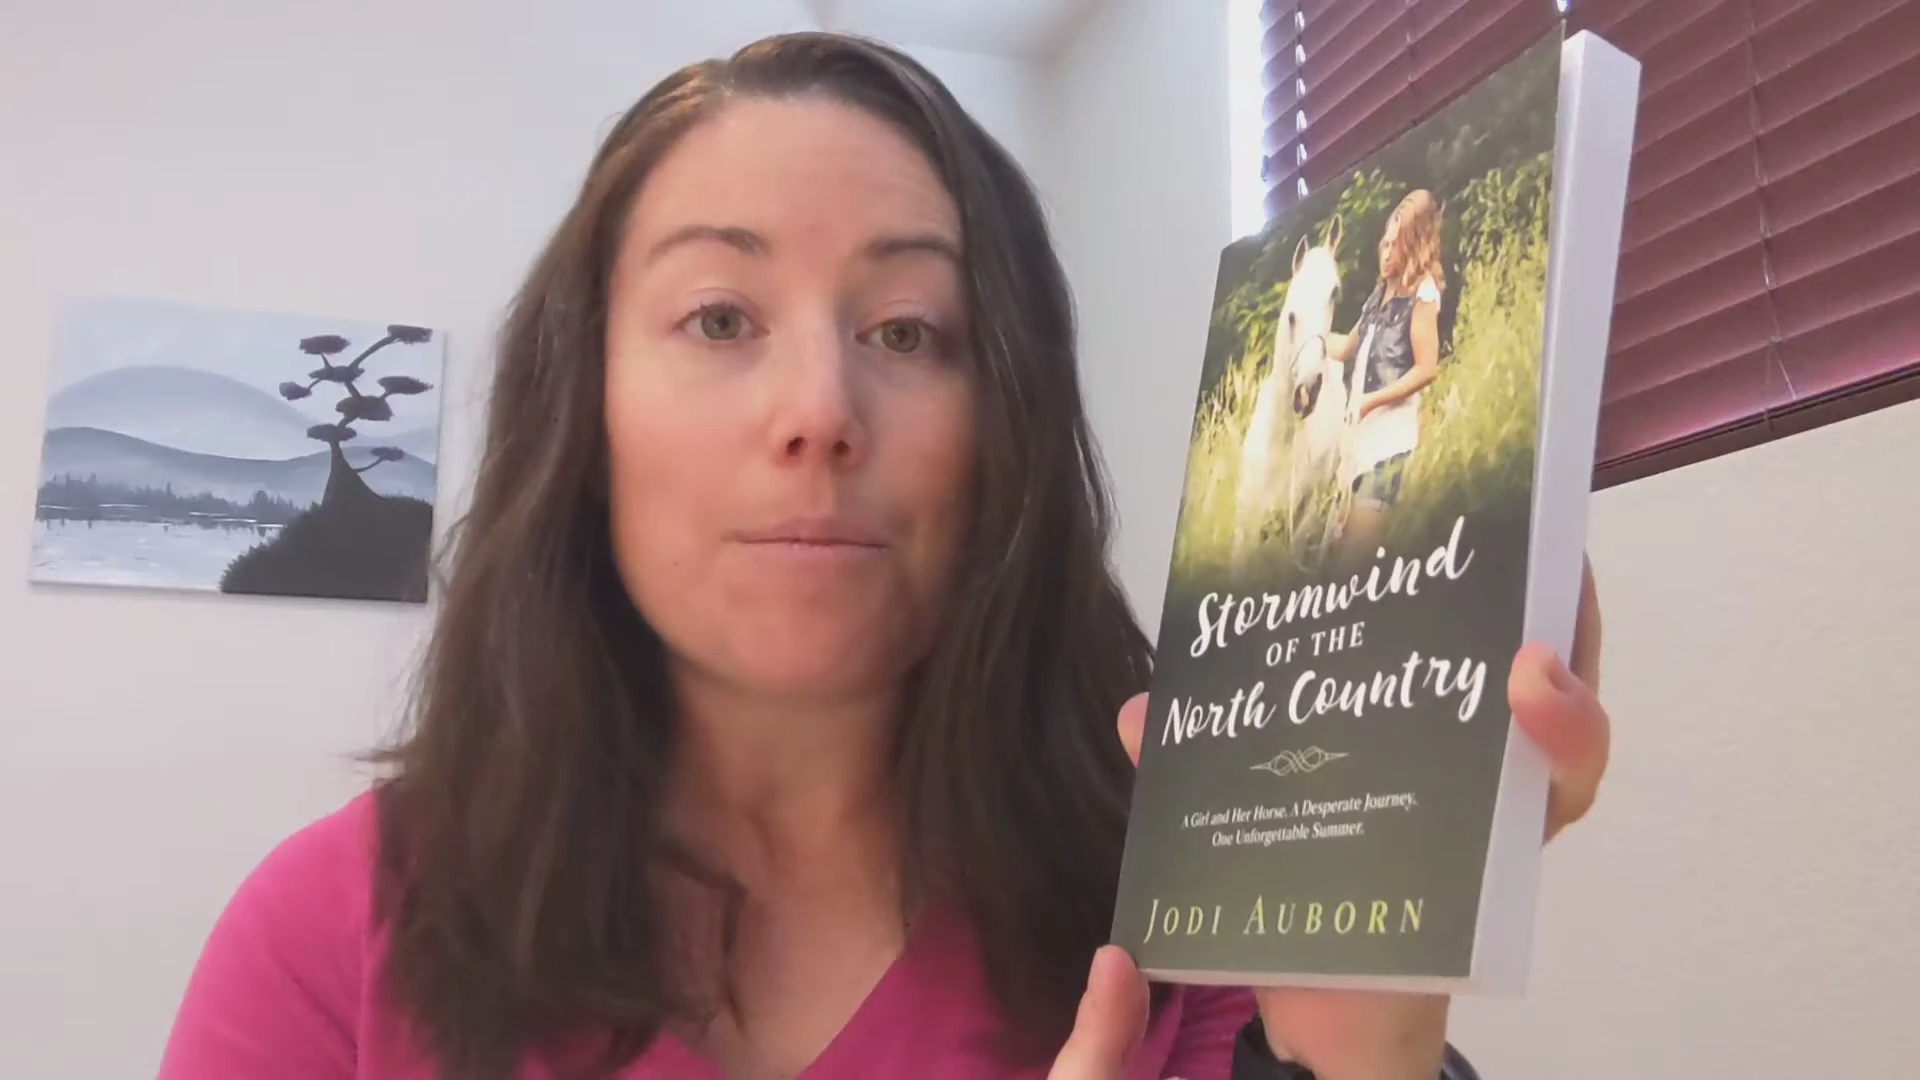 Stormwind
OF THE
North Country
A Girl and Her Horse. A Desperate Journey.
One Unforgettable Summer.
JODI AUBORN